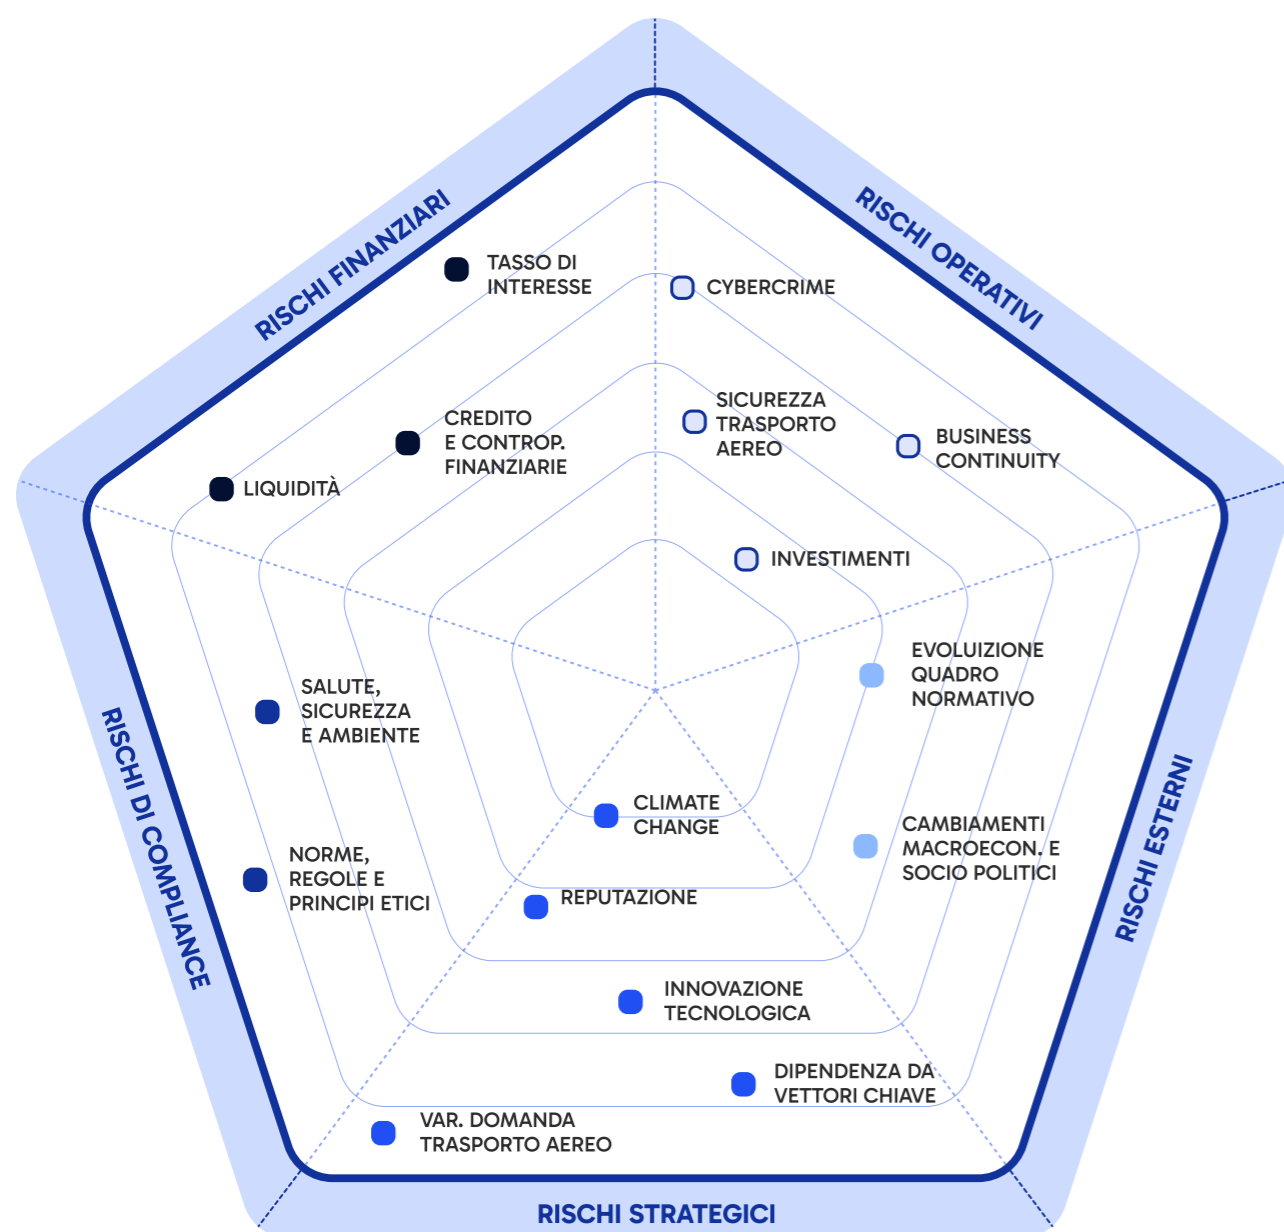 RISCHI FINANZIARI
RISCHI OPERATIVI
TASSO DI
INTERESSE
CYBERCRIME
CREDITO
E CONTROP.
FINANZIARIE
SICUREZZA
TRASPORTO
AEREO
BUSINESS
CONTINUITY
LIQUIDITÀ
INVESTIMENTI
EVOLUIZIONE
QUADRO
NORMATIVO
SALUTE,
SICUREZZA
E AMBIENTE
CLIMATE
CHANGE
CAMBIAMENTI
MACROECON. E
SOCIO POLITICI
RISCHI DI COMPLIANCE
RISCHI ESTERNI
NORME,
REGOLE E
PRINCIPI ETICI
REPUTAZIONE
INNOVAZIONE
TECNOLOGICA
DIPENDENZA DA
VETTORI CHIAVE
VAR. DOMANDA
TRASPORTO AEREO
RISCHI STRATEGICI